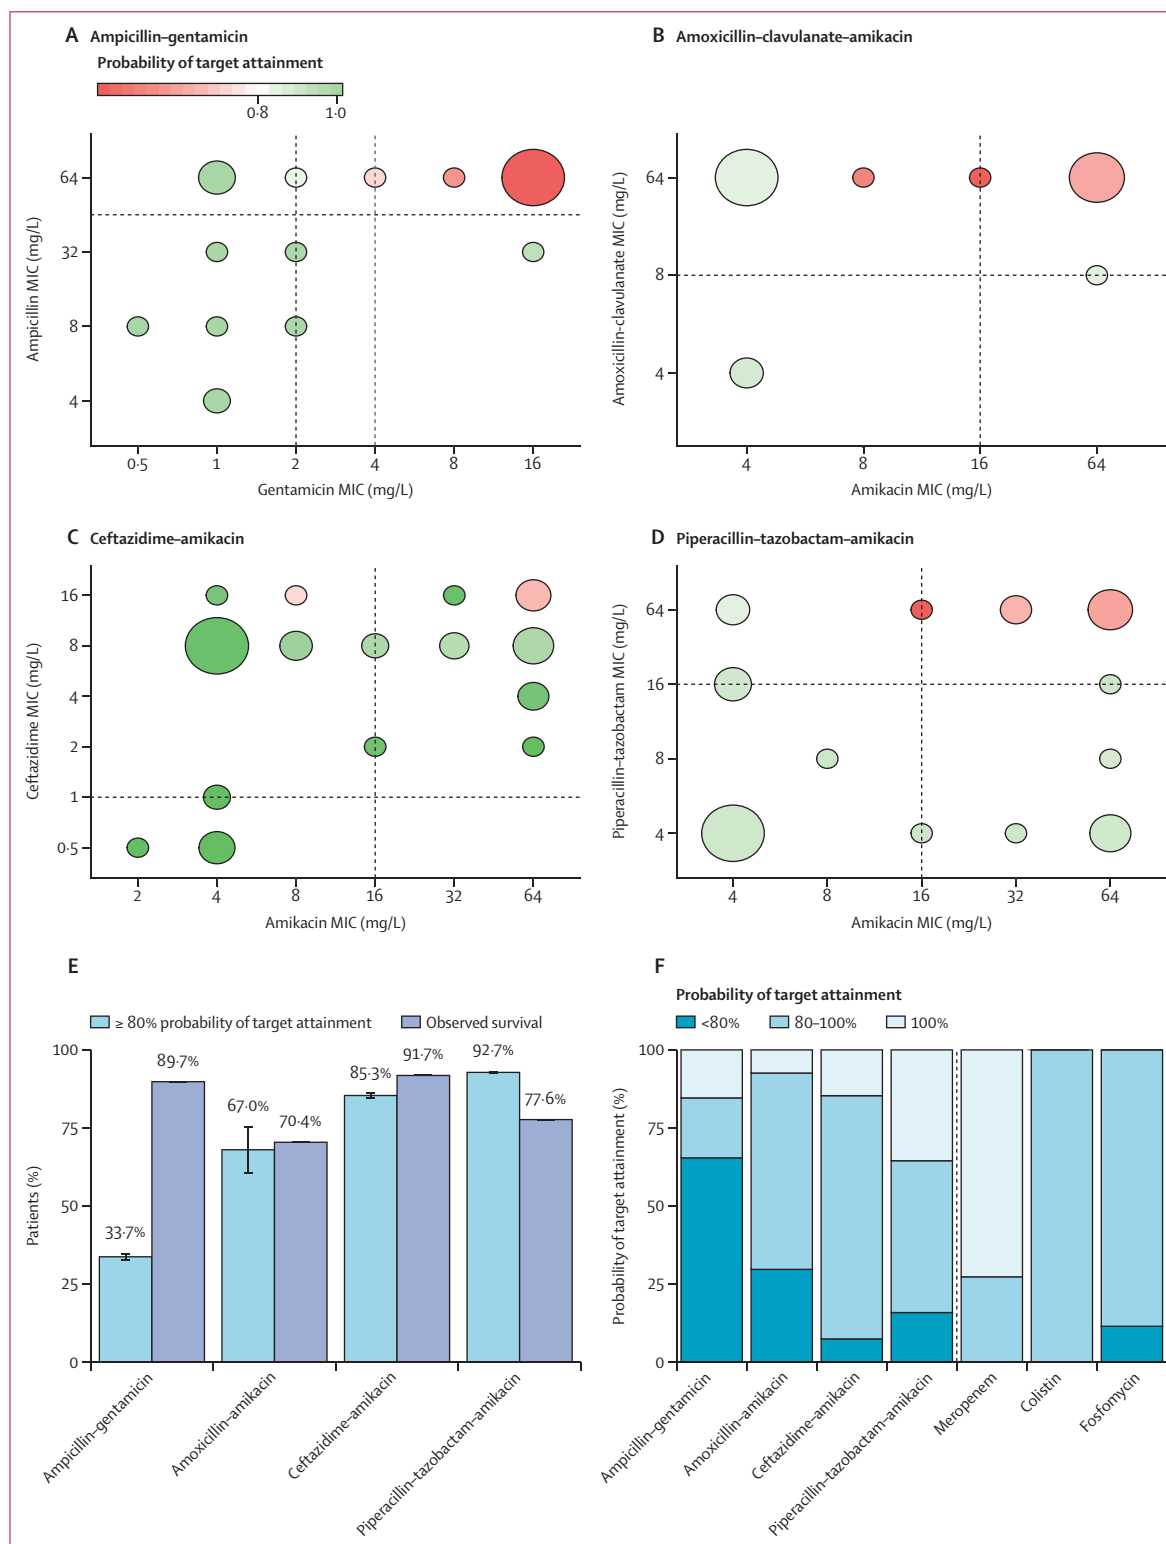 A Ampicillin–gentamicin
Probability of target attainment
0·8 1·0
64
32
8
4
Ampicillin MIC (mg/L)
0·5 1 2 4 8 16
Gentamicin MIC (mg/L)
B Amoxicillin–clavulanate–amikacin
64
8
4
Amoxicillin-clavulanate MIC (mg/L)
4 8 16 64
Amikacin MIC (mg/L)
C Ceftazidime–amikacin
16
8
4
2
1
0·5
Ceftazidime MIC (mg/L)
2 4 8 16 32 64
Amikacin MIC (mg/L)
D Piperacillin–tazobactam–amikacin
64
16
8
4
Piperacillin–tazobactam MIC (mg/L)
4 8 16 32 64
Amikacin MIC (mg/L)
E
≥ 80% probability of target attainment Observed survival
100
75
50
25
0
Patients (%)
33·7% 89·7% 67·0% 70·4% 85·3% 91·7% 92·7% 77·6%
Ampicillin–gentamicin
Amoxicillin–amikacin
Ceftazidime–amikacin
Piperacillin–tazobactam–amikacin
F
Probability of target attainment
<80% 80–100% 100%
100
75
50
25
0
Probability of target attainment (%)
Ampicillin–gentamicin
Amoxicillin–amikacin
Ceftazidime–amikacin
Piperacillin–tazobactam–amikacin
Meropenem
Colistin
Fosfomycin